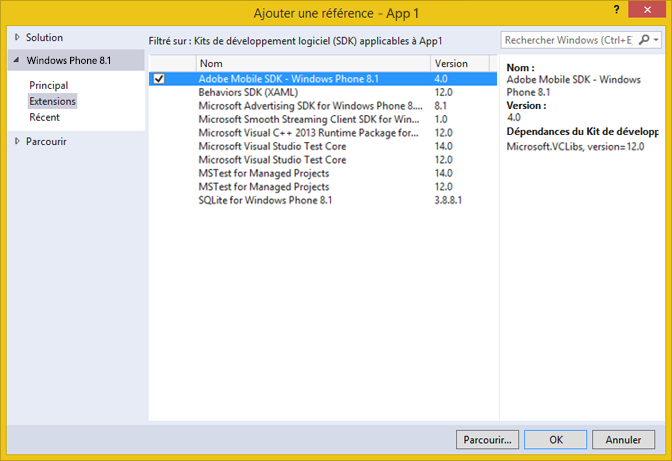 Ajouter une référence - App 1
?
Solution
Windows Phone 8.1
Principal
Extensions
Récent
Parcourir
Filtré sur : Kits de développement logiciel (SDK) applicables à App1
Rechercher Windows (Ctrl+E
Nom Version
Adobe Mobile SDK - Windows Phone 8.1 4.0
Behaviors SDK (XAML) 12.0
Microsoft Advertising SDK for Windows Phone 8.... 8.1
Microsoft Smooth Streaming Client SDK for Win... 1.0
Microsoft Visual C++ 2013 Runtime Package for... 12.0
Microsoft Visual Studio Test Core 14.0
Microsoft Visual Studio Test Core 12.0
MSTest for Managed Projects 14.0
MSTest for Managed Projects 12.0
SQLite for Windows Phone 8.1 3.8.8.1
Nom :
Adobe Mobile SDK - Windows
Phone 8.1
Version :
4.0
Dépendances du Kit de développ
Microsoft.VCLibs, version=12.0
Parcourir... OK Annuler